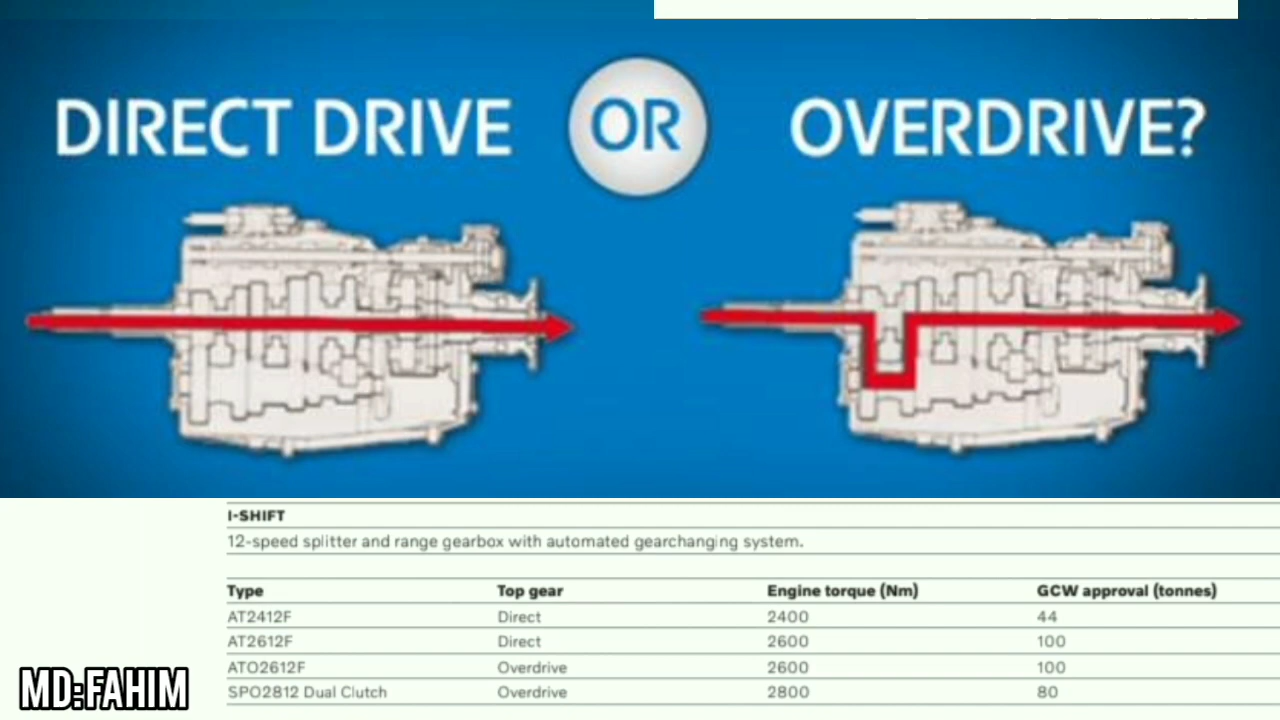 DIRECT DRIVE OR OVERDRIVE?
I-SHIFT
12-speed splitter and range gearbox with automated gearchanging system.
Type Top gear Engine torque (Nm) GCW approval (tonnes)
AT2412F Direct 2400 44
AT2612F Direct 2600 100
ATO2612F Overdrive 2600 100
SPO2812 Dual Clutch Overdrive 2800 80
MD:FAHIM